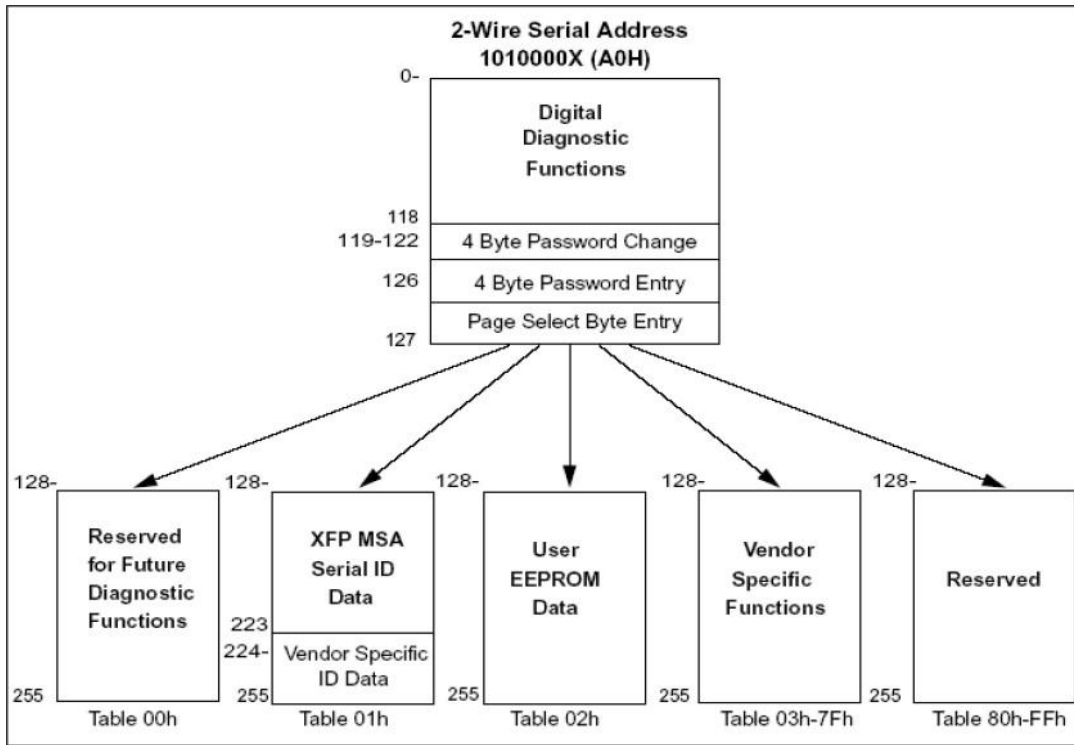 2-Wire Serial Address
1010000X (A0H)
0-
Digital
Diagnostic
Functions
118
119-122
4 Byte Password Change
126
4 Byte Password Entry
Page Select Byte Entry
127
128-
Reserved
for Future
Diagnostic
Functions
255
Table 00h
128-
XFP MSA
Serial ID
Data
223
224-
Vendor Specific
ID Data
255
Table 01h
128-
User
EEPROM
Data
255
Table 02h
128-
Vendor
Specific
Functions
255
Table 03h-7Fh
128-
Reserved
255
Table 80h-FFh